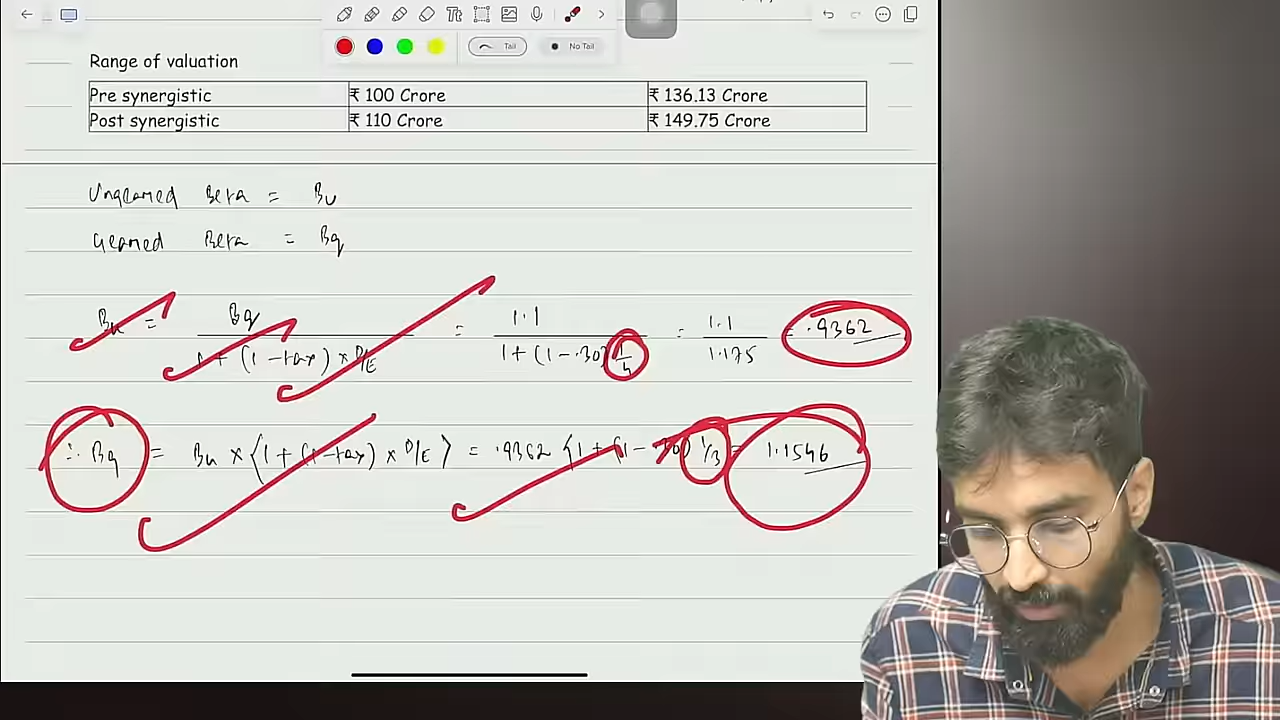 Tt
Tail
No Tail
Range of valuation
Pre synergistic ₹ 100 Crore ₹ 136.13 Crore
Post synergistic ₹ 110 Crore ₹ 149.75 Crore
Ungeared Beta = Bu
Geared Beta = Bg
Bu = Bg / 1 + (1 - tax) × D/E = 1.1 / 1 + (1 - .30) 1/4 = 1.1 / 1.175 = .9362
∴ Bg = Bu × {1 + (1 - tax) × D/E} = .9362 {1 + (1 - .30) 1/3 = 1.1546